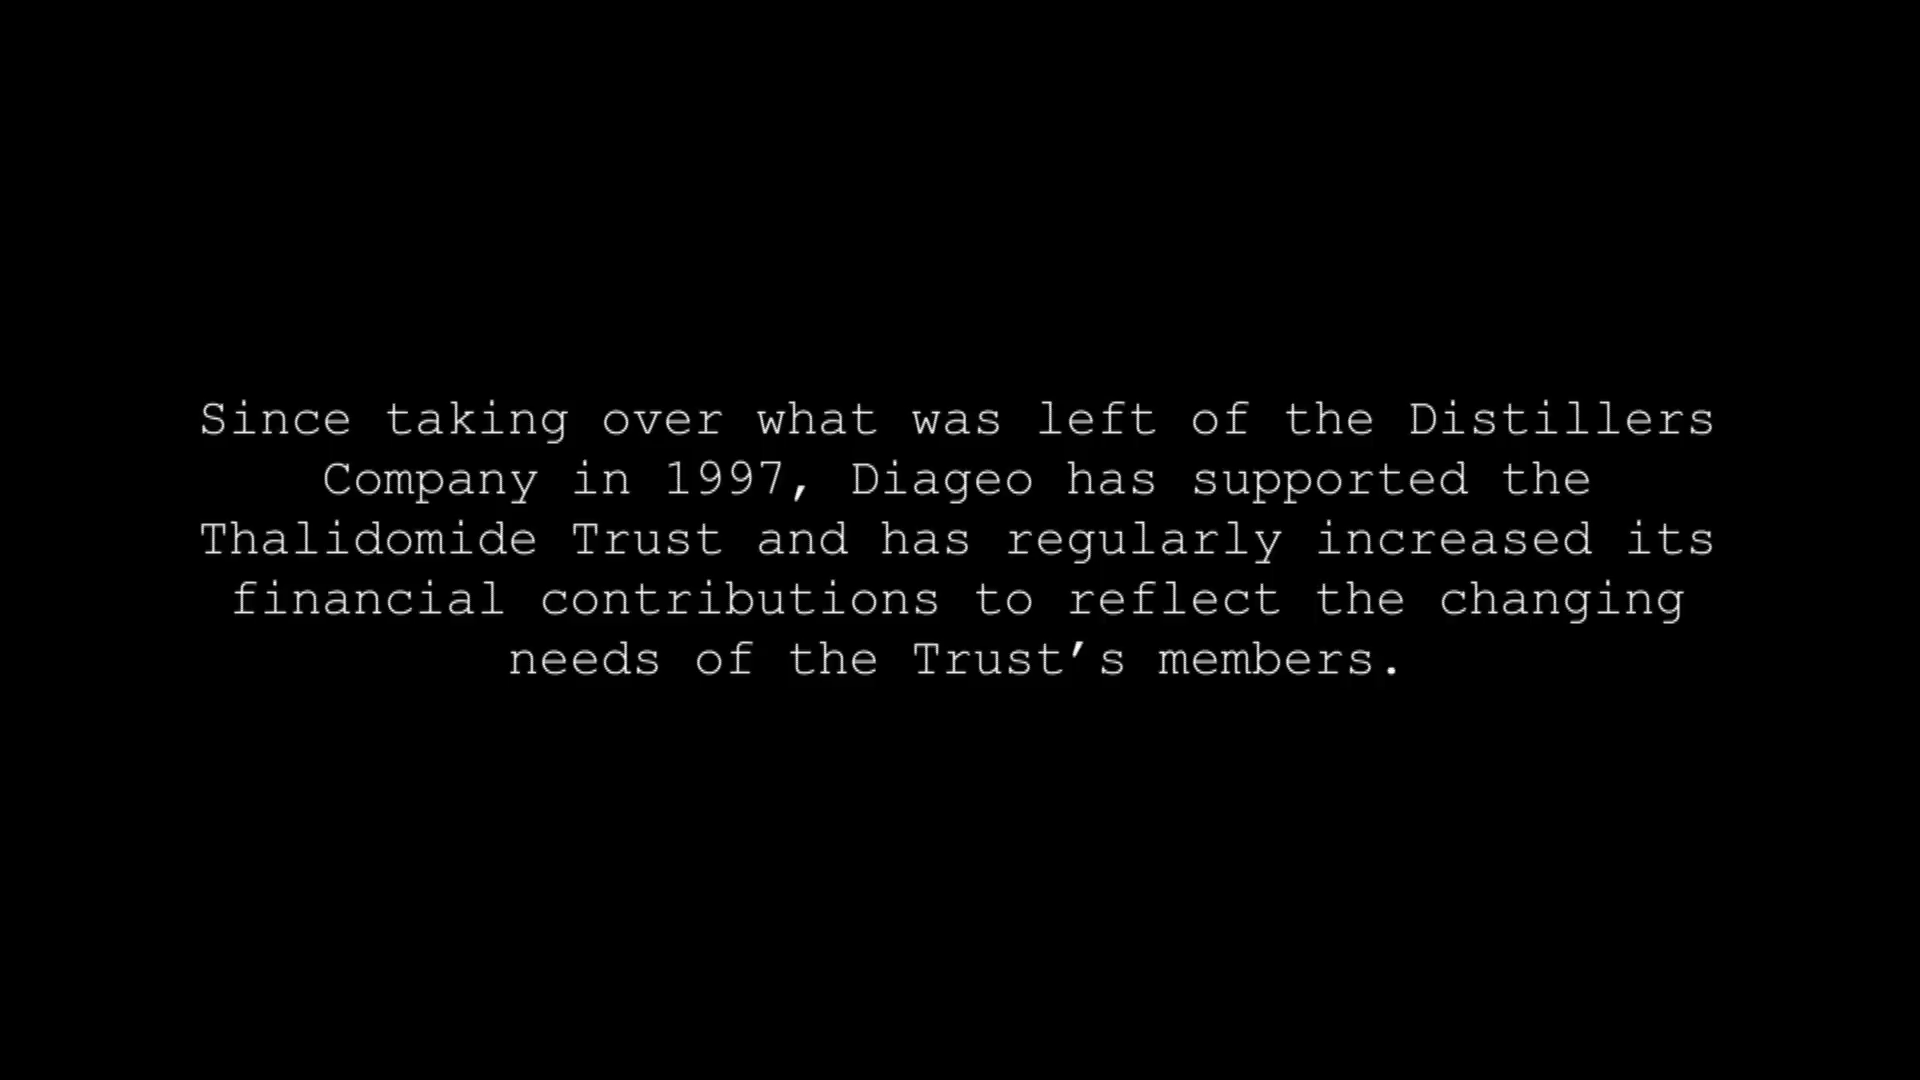 Since taking over what was left of the Distillers
Company in 1997, Diageo has supported the
Thalidomide Trust and has regularly increased its
financial contributions to reflect the changing
needs of the Trust’s members.